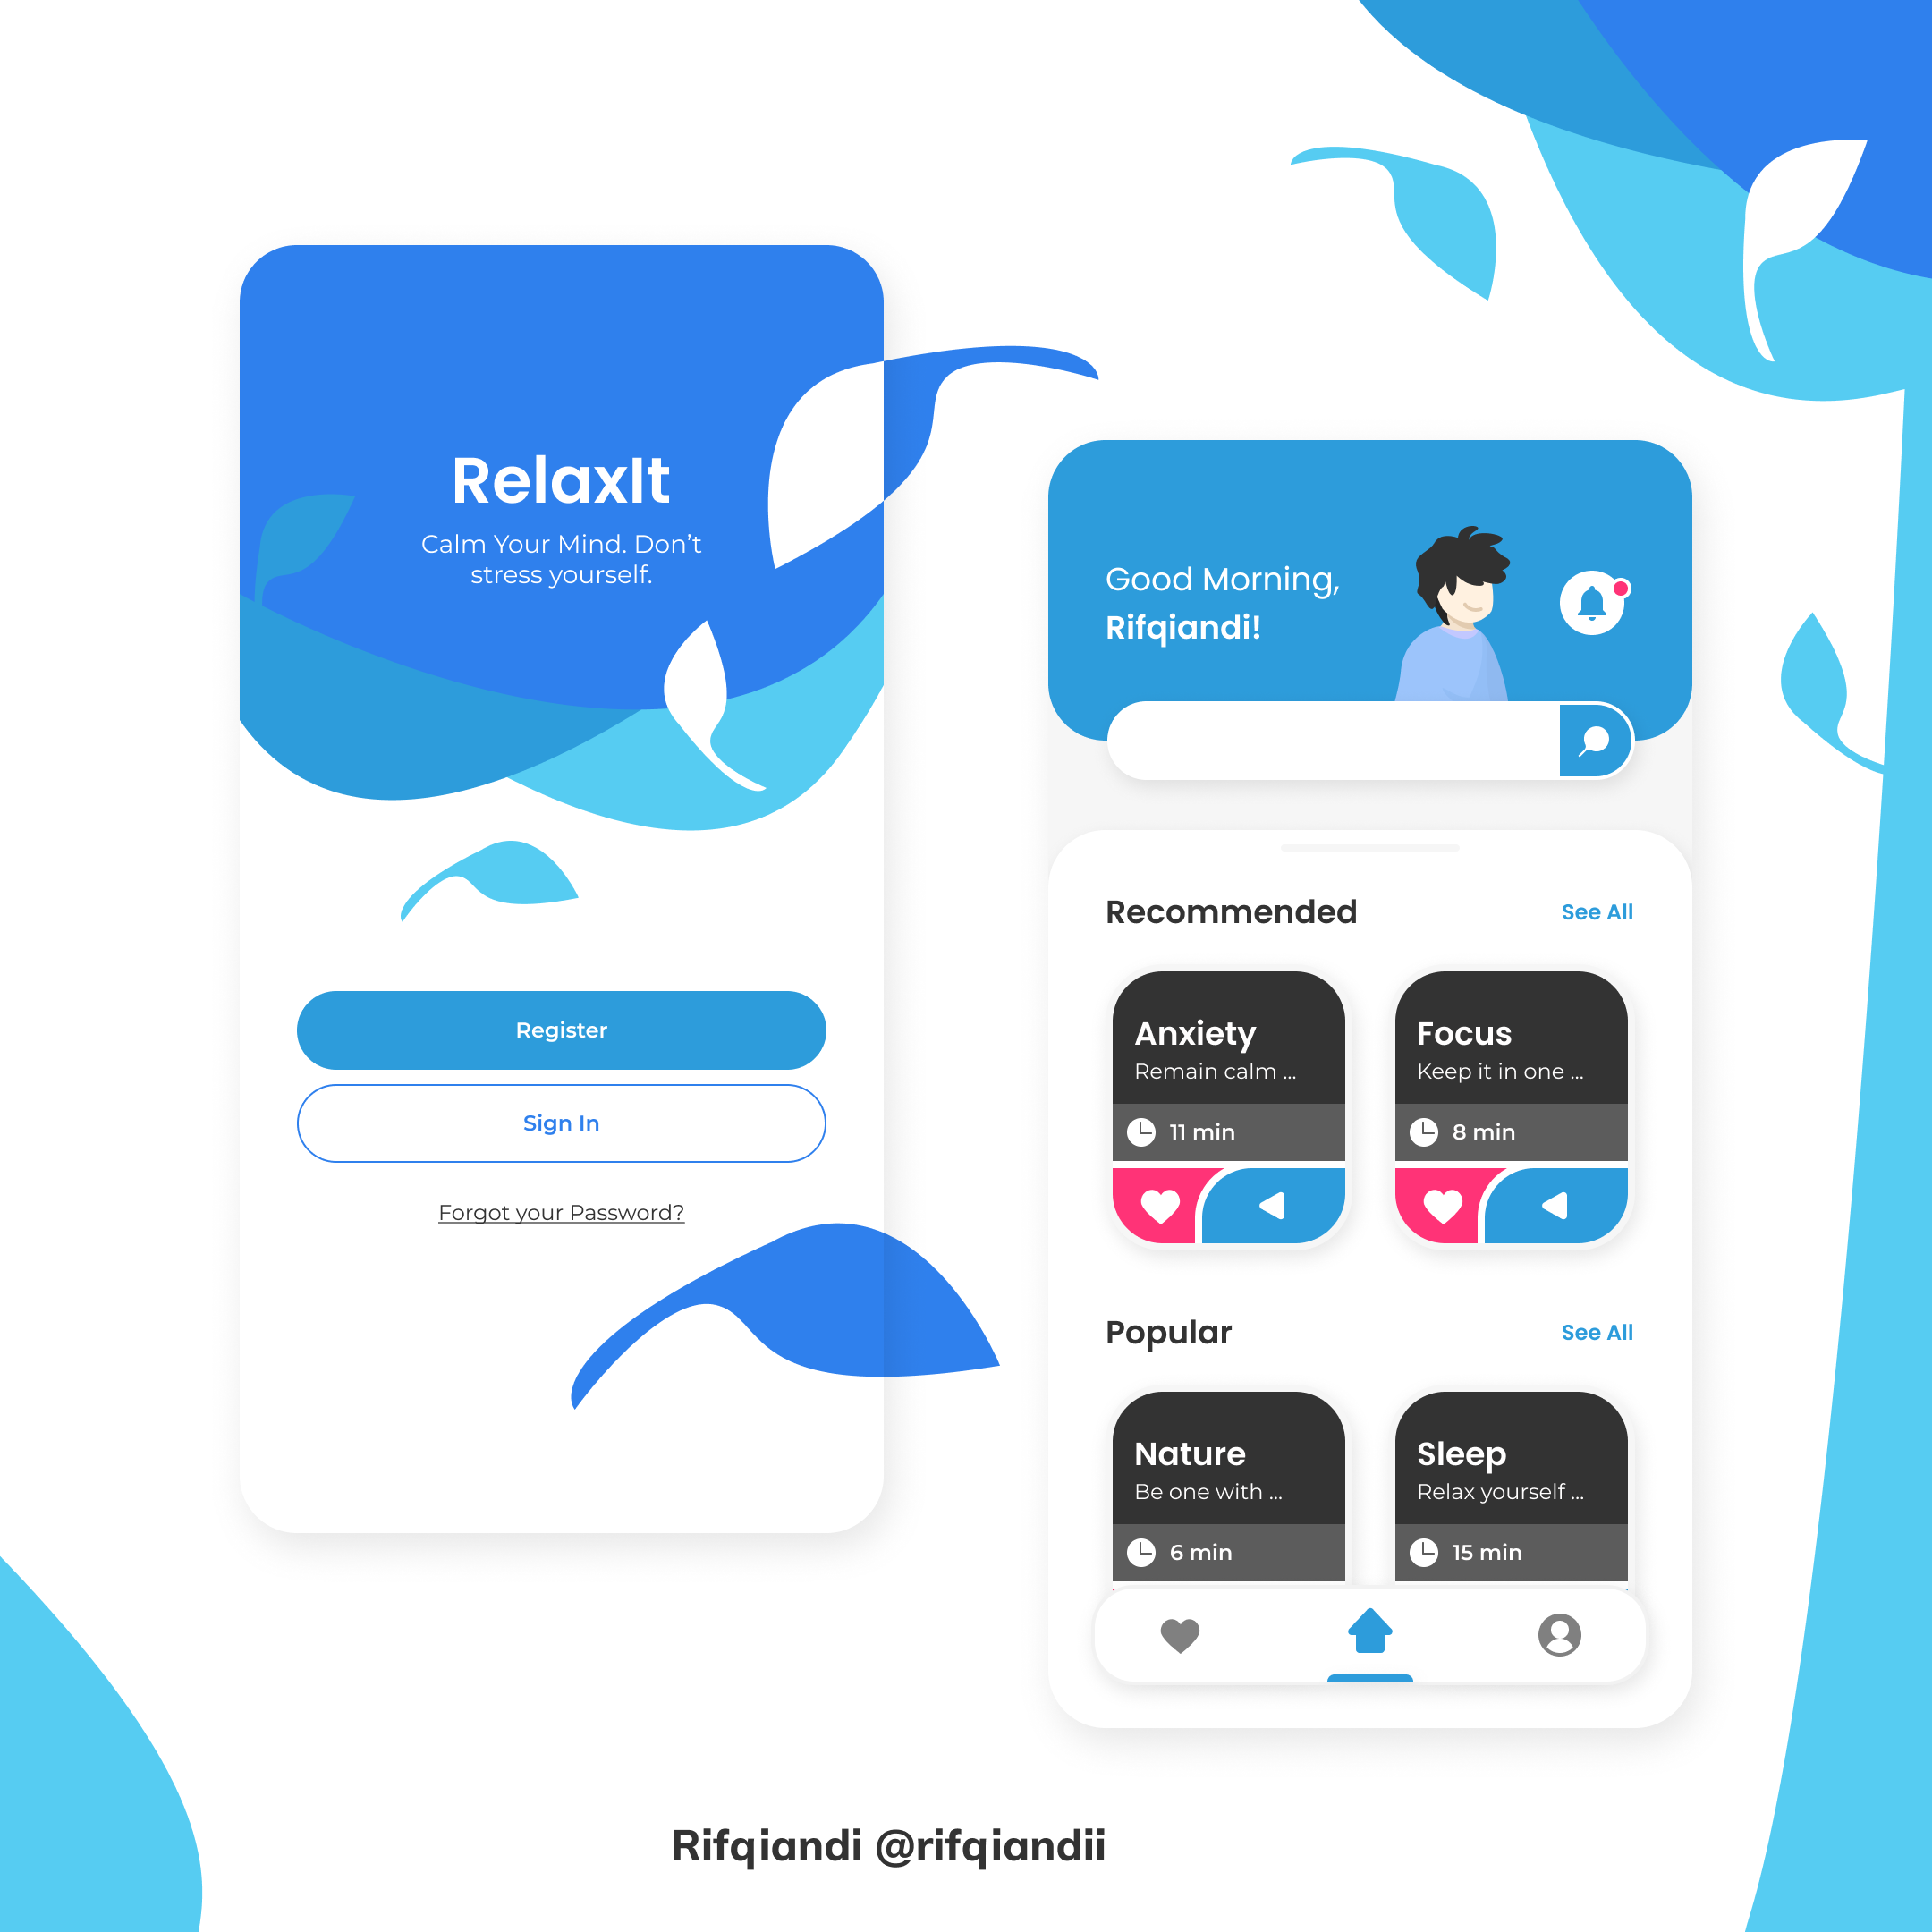 RelaxIt
Calm Your Mind. Don’t
stress yourself.
Register
Sign In
Forgot your Password?
Good Morning,
Rifqiandi!
Recommended
See All
Anxiety
Remain calm ...
11 min
Focus
Keep it in one ...
8 min
Popular
See All
Nature
Be one with ...
6 min
Sleep
Relax yourself ...
15 min
Rifqiandi @rifqiandii